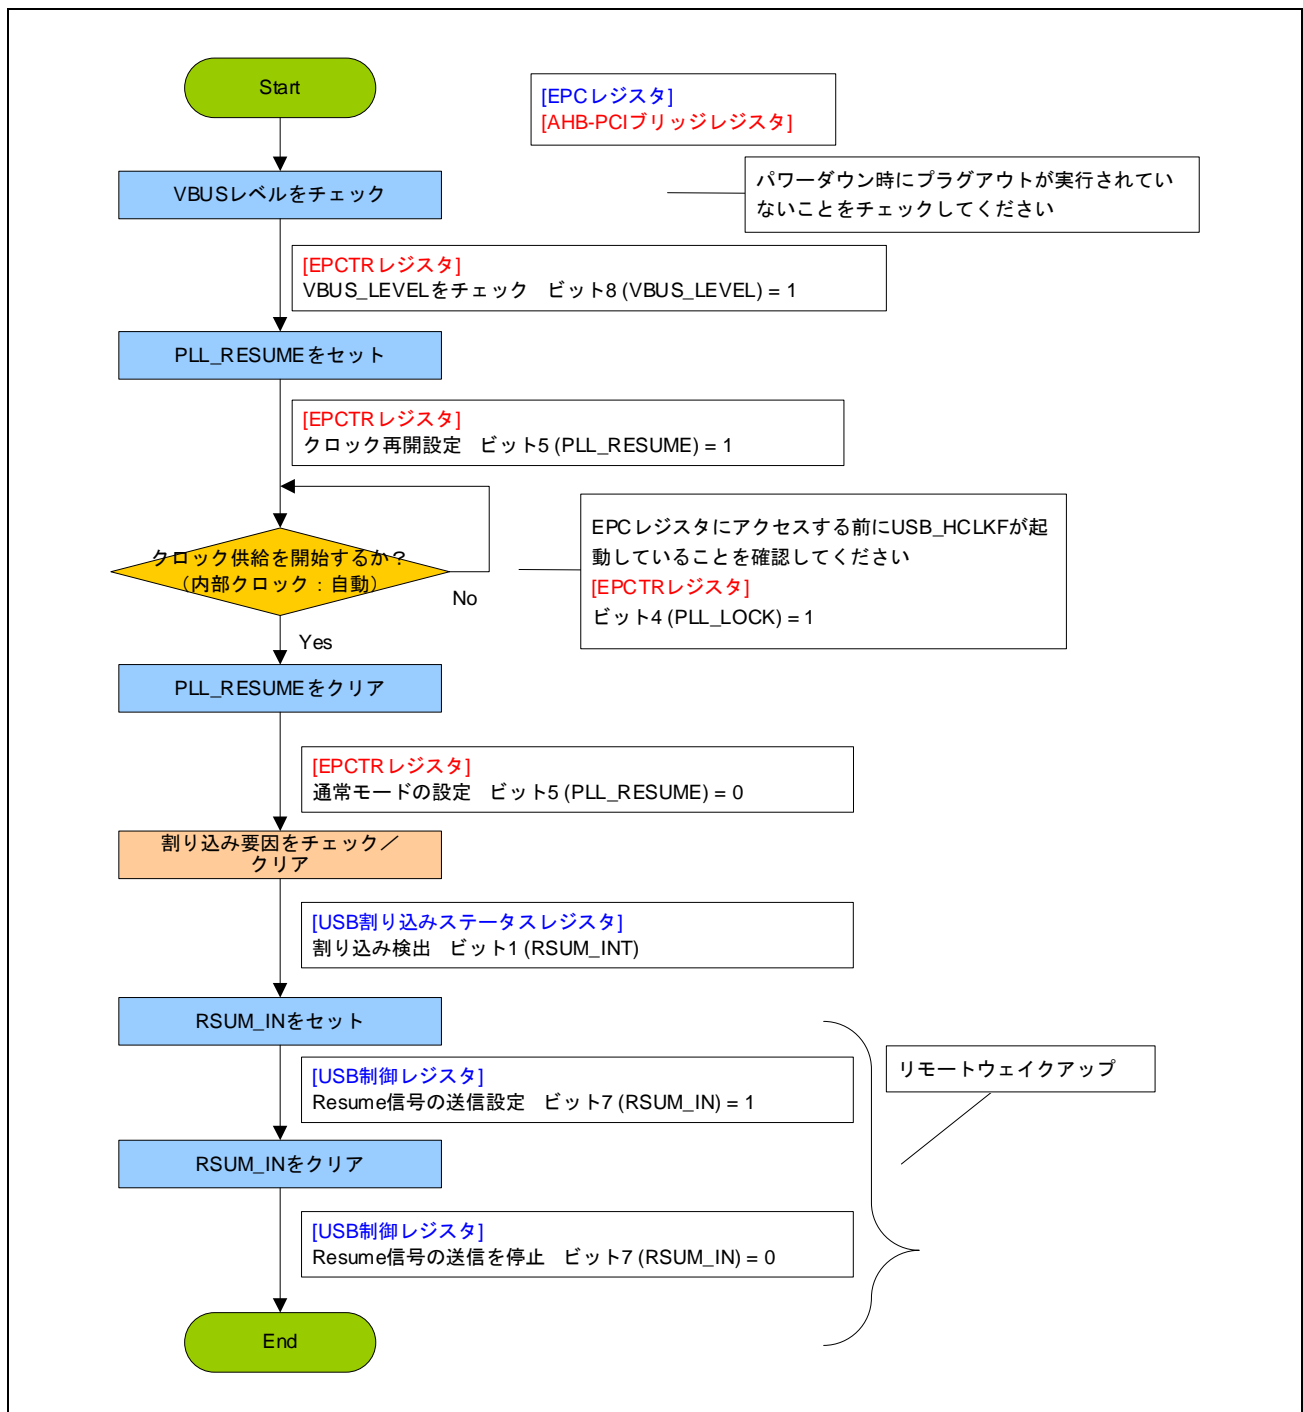 Start
[EPCレジスタ]
[AHB-PCIブリッジレジスタ]
VBUSレベルをチェック
パワーダウン時にプラグアウトが実行されてい
ないことをチェックしてください
[EPCTRレジスタ]
VBUS_LEVELをチェック　ビット8 (VBUS_LEVEL) = 1
PLL_RESUMEをセット
[EPCTRレジスタ]
クロック再開設定　ビット5 (PLL_RESUME) = 1
クロック供給を開始するか？
（内部クロック：自動）
No
Yes
EPCレジスタにアクセスする前にUSB_HCLKFが起
動していることを確認してください
[EPCTRレジスタ]
ビット4 (PLL_LOCK) = 1
PLL_RESUMEをクリア
[EPCTRレジスタ]
通常モードの設定　ビット5 (PLL_RESUME) = 0
割り込み要因をチェック／
クリア
[USB割り込みステータスレジスタ]
割り込み検出　ビット1 (RSUM_INT)
RSUM_INをセット
[USB制御レジスタ]
Resume信号の送信設定　ビット7 (RSUM_IN) = 1
リモートウェイクアップ
RSUM_INをクリア
[USB制御レジスタ]
Resume信号の送信を停止　ビット7 (RSUM_IN) = 0
End